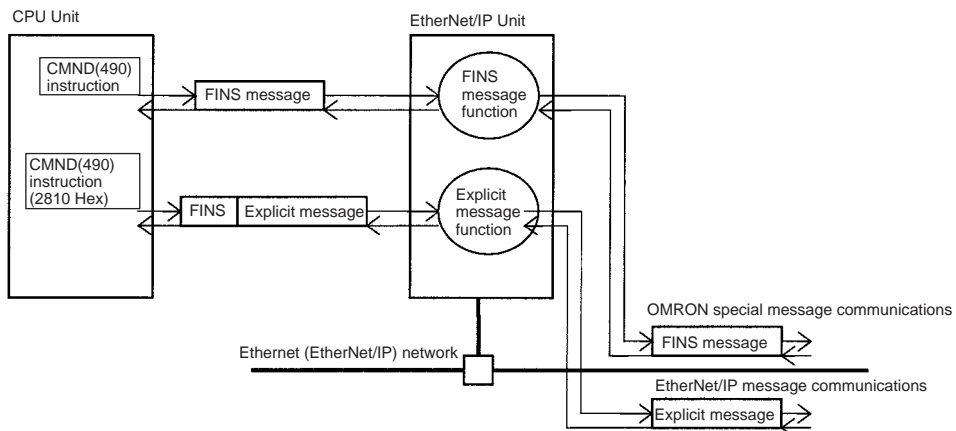 CPU Unit
EtherNet/IP Unit
CMND(490)
instruction
FINS message
FINS
message
function
CMND(490)
instruction
(2810 Hex)
FINS
Explicit message
Explicit
message
function
OMRON special message communications
FINS message
Ethernet (EtherNet/IP) network
EtherNet/IP message communications
Explicit message